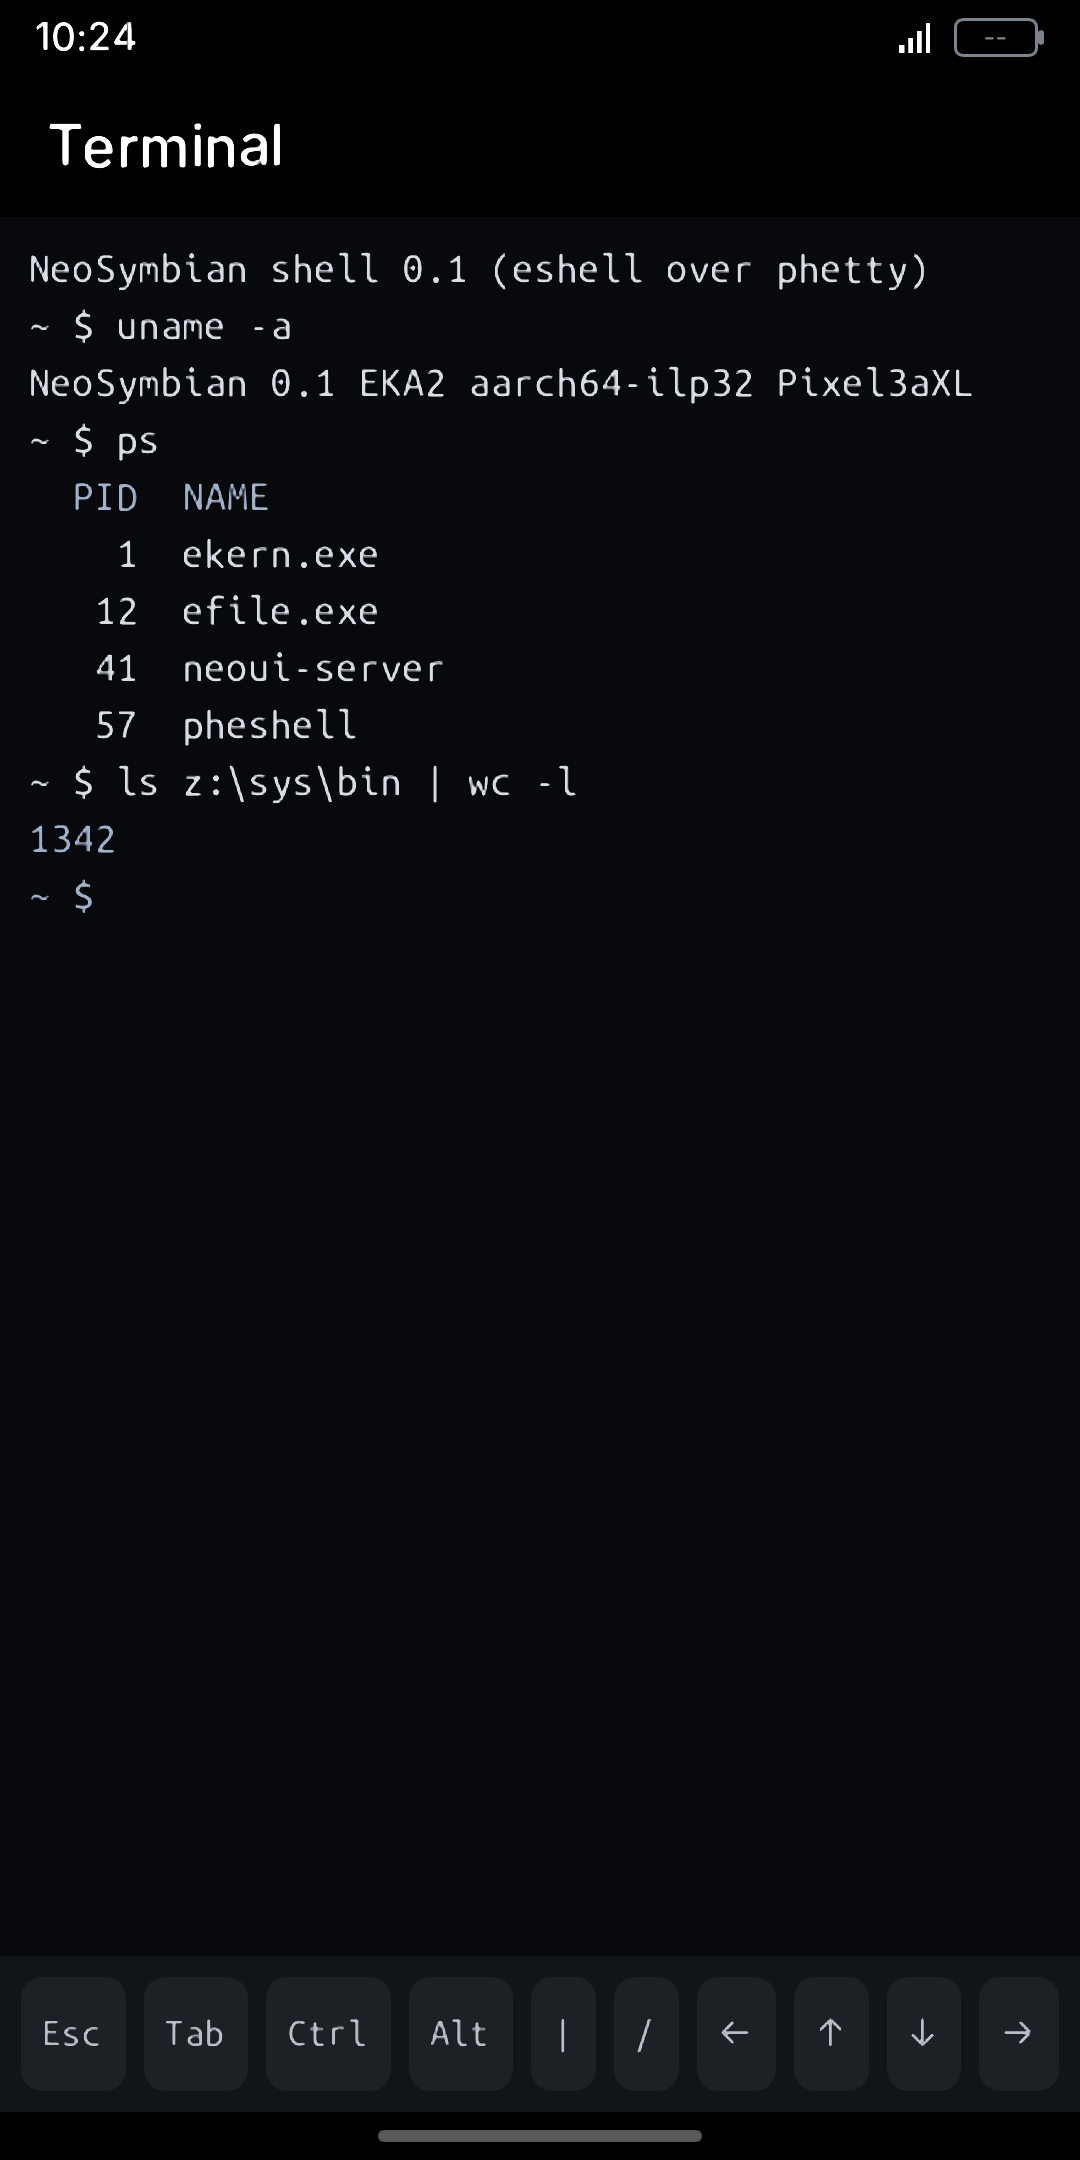 10:24
--
Terminal
NeoSymbian shell 0.1 (eshell over phetty)
~ $ uname -a
NeoSymbian 0.1 EKA2 aarch64-ilp32 Pixel3aXL
~ $ ps
  PID  NAME
    1  ekern.exe
   12  efile.exe
   41  neoui-server
   57  pheshell
~ $ ls z:\sys\bin | wc -l
1342
~ $
Esc Tab Ctrl Alt | / ← ↑ ↓ →